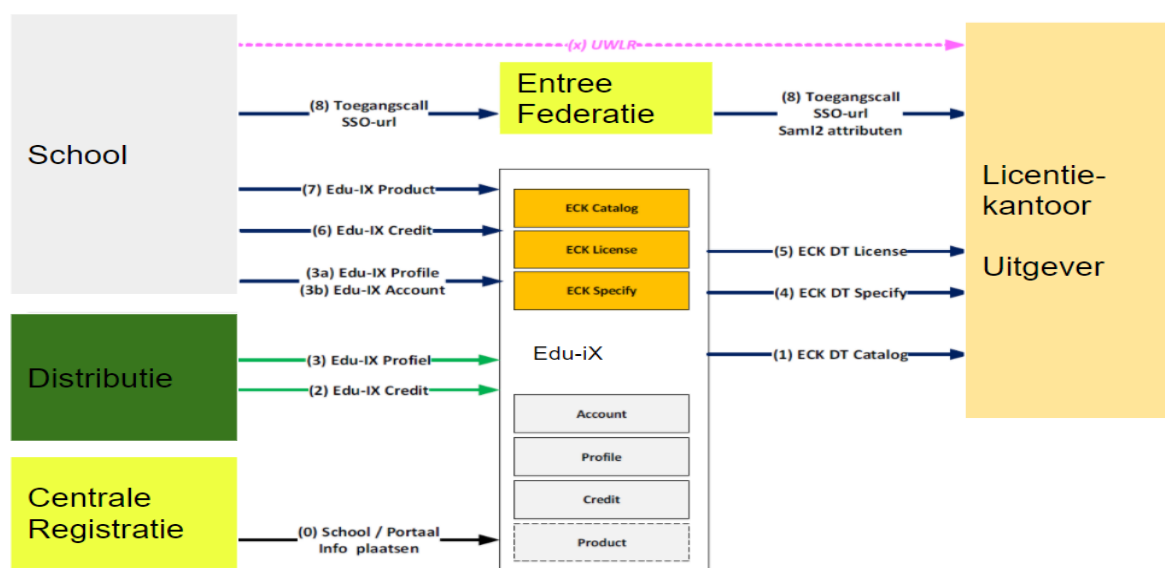 (x) UWLR
School
(8) Toegangscall
SSO-url
Entree
Federatie
(8) Toegangscall
SSO-url
Saml2 attributen
Licentie-
kantoor
Uitgever
(7) Edu-IX Product
(6) Edu-IX Credit
(3a) Edu-IX Profile
(3b) Edu-IX Account
ECK Catalog
ECK License
ECK Specify
(5) ECK DT License
(4) ECK DT Specify
(1) ECK DT Catalog
Edu-iX
Distributie
(3) Edu-IX Profiel
(2) Edu-IX Credit
Account
Profile
Credit
Product
Centrale
Registratie
(0) School / Portaal
Info plaatsen